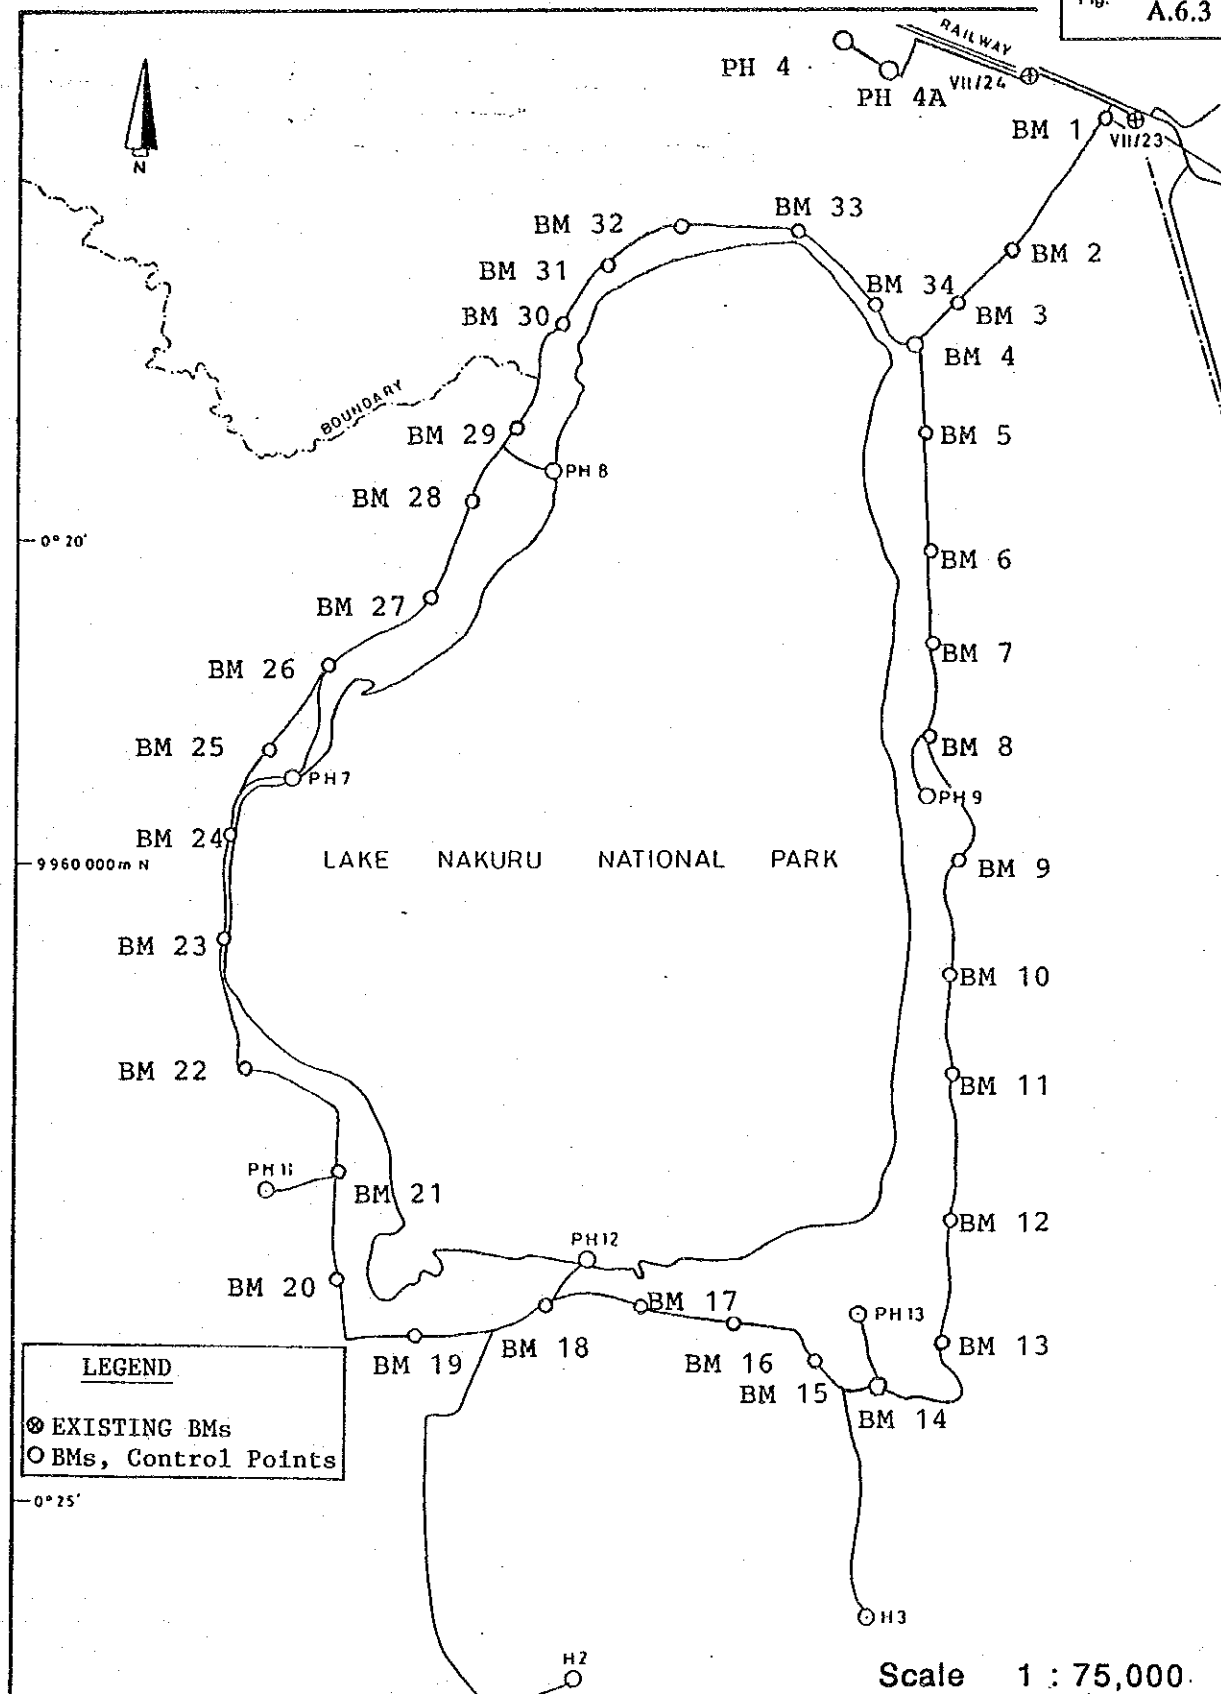 Fig.
A.6.3
RAILWAY
PH 4
PH 4A
VII/24
BM 1
VII/23
N
BM 32
BM 33
BM 2
BM 31
BM 34
BM 30
BM 3
BM 4
BOUNDARY
BM 29
BM 5
PH 8
BM 28
0° 20'
BM 6
BM 27
BM 7
BM 26
BM 25
BM 8
PH 7
PH 9
BM 24
9 960 000 m N
LAKE NAKURU NATIONAL PARK
BM 9
BM 23
BM 10
BM 22
BM 11
PH 11
BM 21
BM 12
PH 12
BM 20
BM 17
PH 13
BM 18
BM 13
BM 19
BM 16
BM 15
BM 14
LEGEND
EXISTING BMs
BMs, Control Points
0° 25'
H3
H2
Scale 1 : 75,000